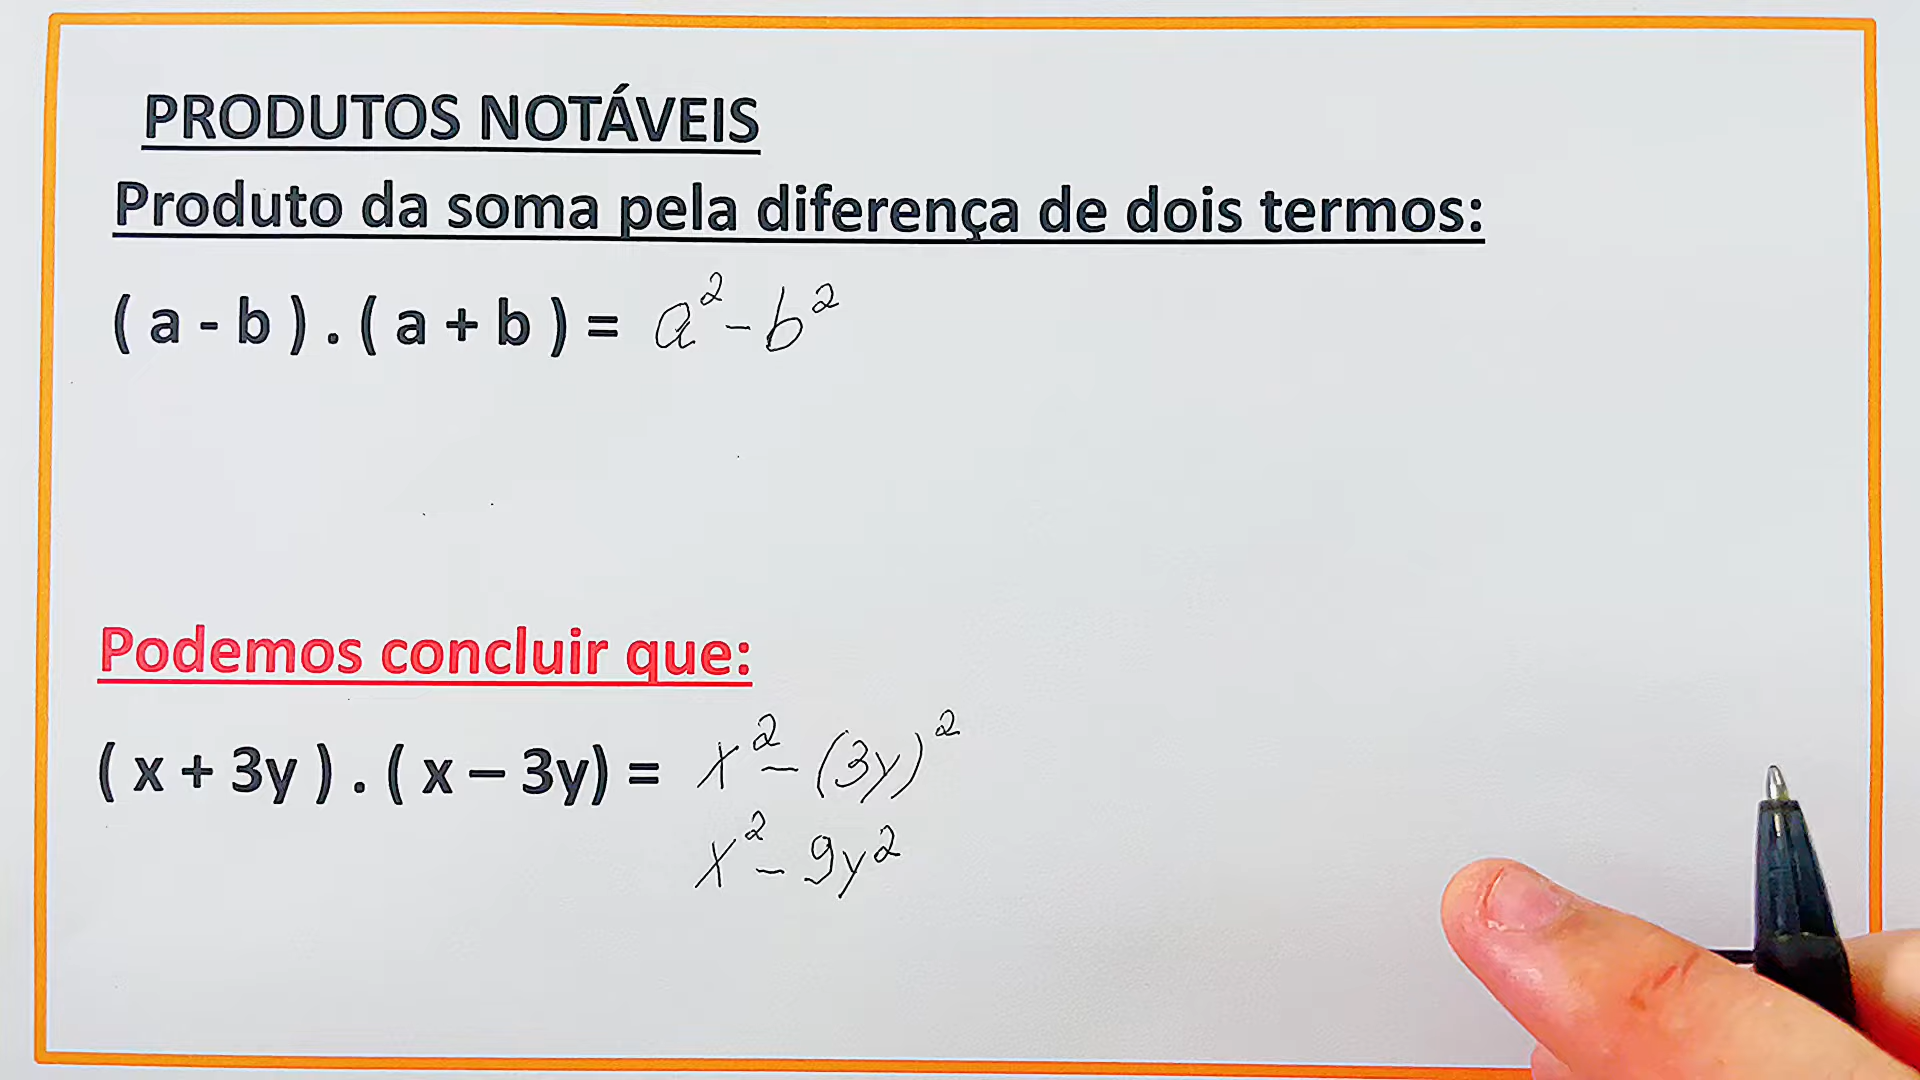 PRODUTOS NOTÁVEIS
Produto da soma pela diferença de dois termos:
( a - b ) . ( a + b ) = a² - b²
Podemos concluir que:
( x + 3y ) . ( x – 3y) = x² - (3y)²
x² - 9y²